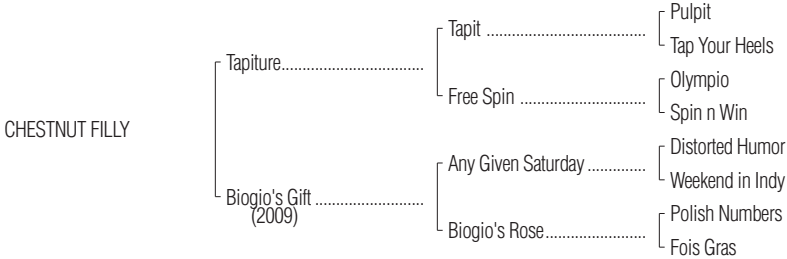 Pulpit
Tapit ....................................
Tap Your Heels
Tapiture................................
Olympio
Free Spin ............................
Spin n Win
CHESTNUT FILLY
Distorted Humor
Any Given Saturday .............
Weekend in Indy
Biogio's Gift ........................
(2009)
Polish Numbers
Biogio's Rose.......................
Fois Gras